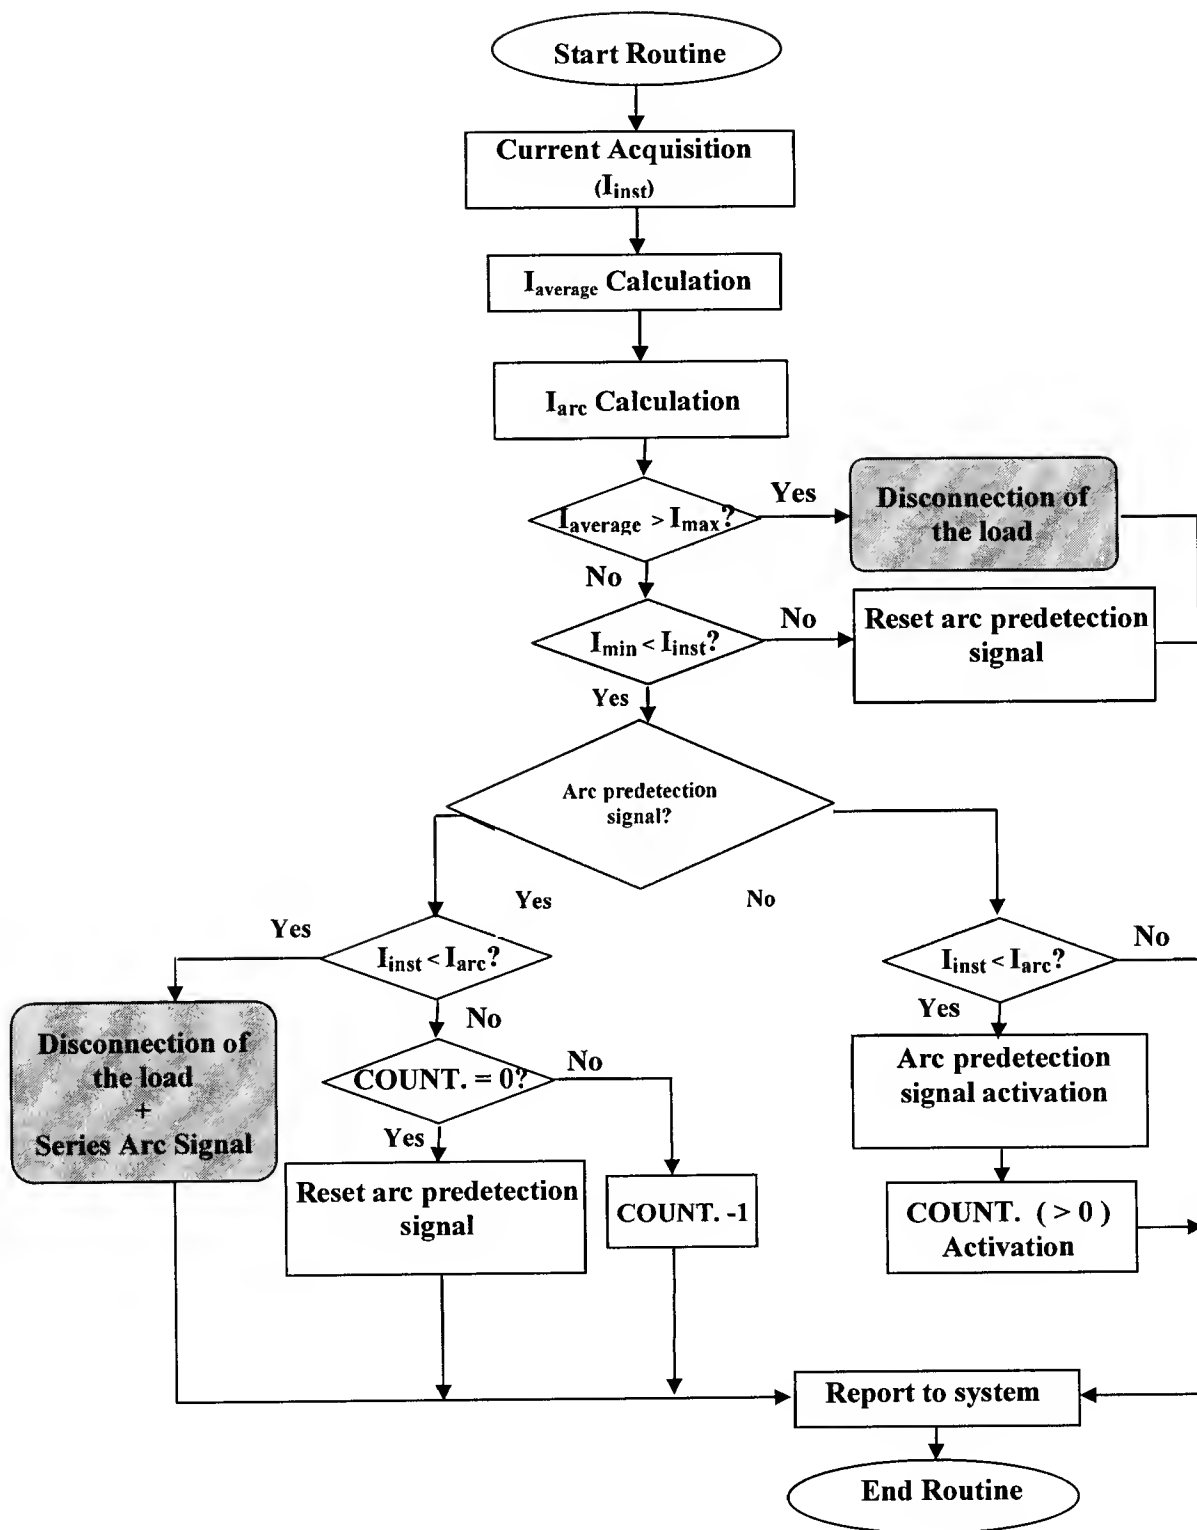 Start Routine
Current Acquisition
(Iinst)
Iaverage Calculation
Iarc Calculation
Iaverage > Imax?
Yes
Disconnection of
the load
No
Imin < Iinst?
No
Reset arc predetection
signal
Yes
Arc predetection
signal?
Yes
No
Yes
Iinst < Iarc?
No
Iinst < Iarc?
No
Yes
Disconnection of
the load
+
Series Arc Signal
COUNT. = 0?
No
Arc predetection
signal activation
Yes
Reset arc predetection
signal
COUNT. -1
COUNT. ( > 0 )
Activation
Report to system
End Routine